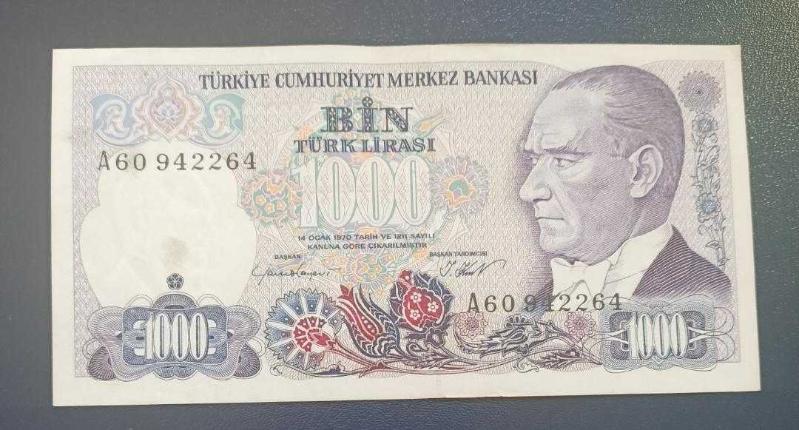 TÜRKİYE CUMHURİYET MERKEZ BANKASI
BİN
TÜRK LİRASI
A60 942264
1000
14 OCAK 1970 TARİH VE 1211 SAYILI
KANUNA GÖRE ÇIKARILMIŞTIR
BAŞKAN
BAŞKAN YARDIMCISI
A60 942264
1000
1000